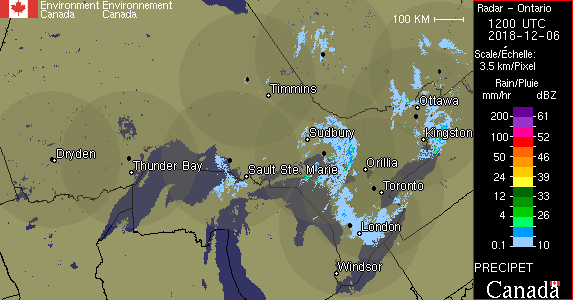 Environment Environnement
Canada Canada
100 KM
Timmins
Ottawa
Sudbury
Kingston
Dryden
Thunder Bay
Sault Ste. Marie
Orillia
Toronto
London
Windsor
Radar - Ontario
1200 UTC
2018-12-06
Scale/Échelle:
3.5 km/Pixel
Rain/Pluie
mm/hr dBZ
200 61
100 52
50 46
24 39
12 33
4 26
0.1 10
PRECIPET
Canada